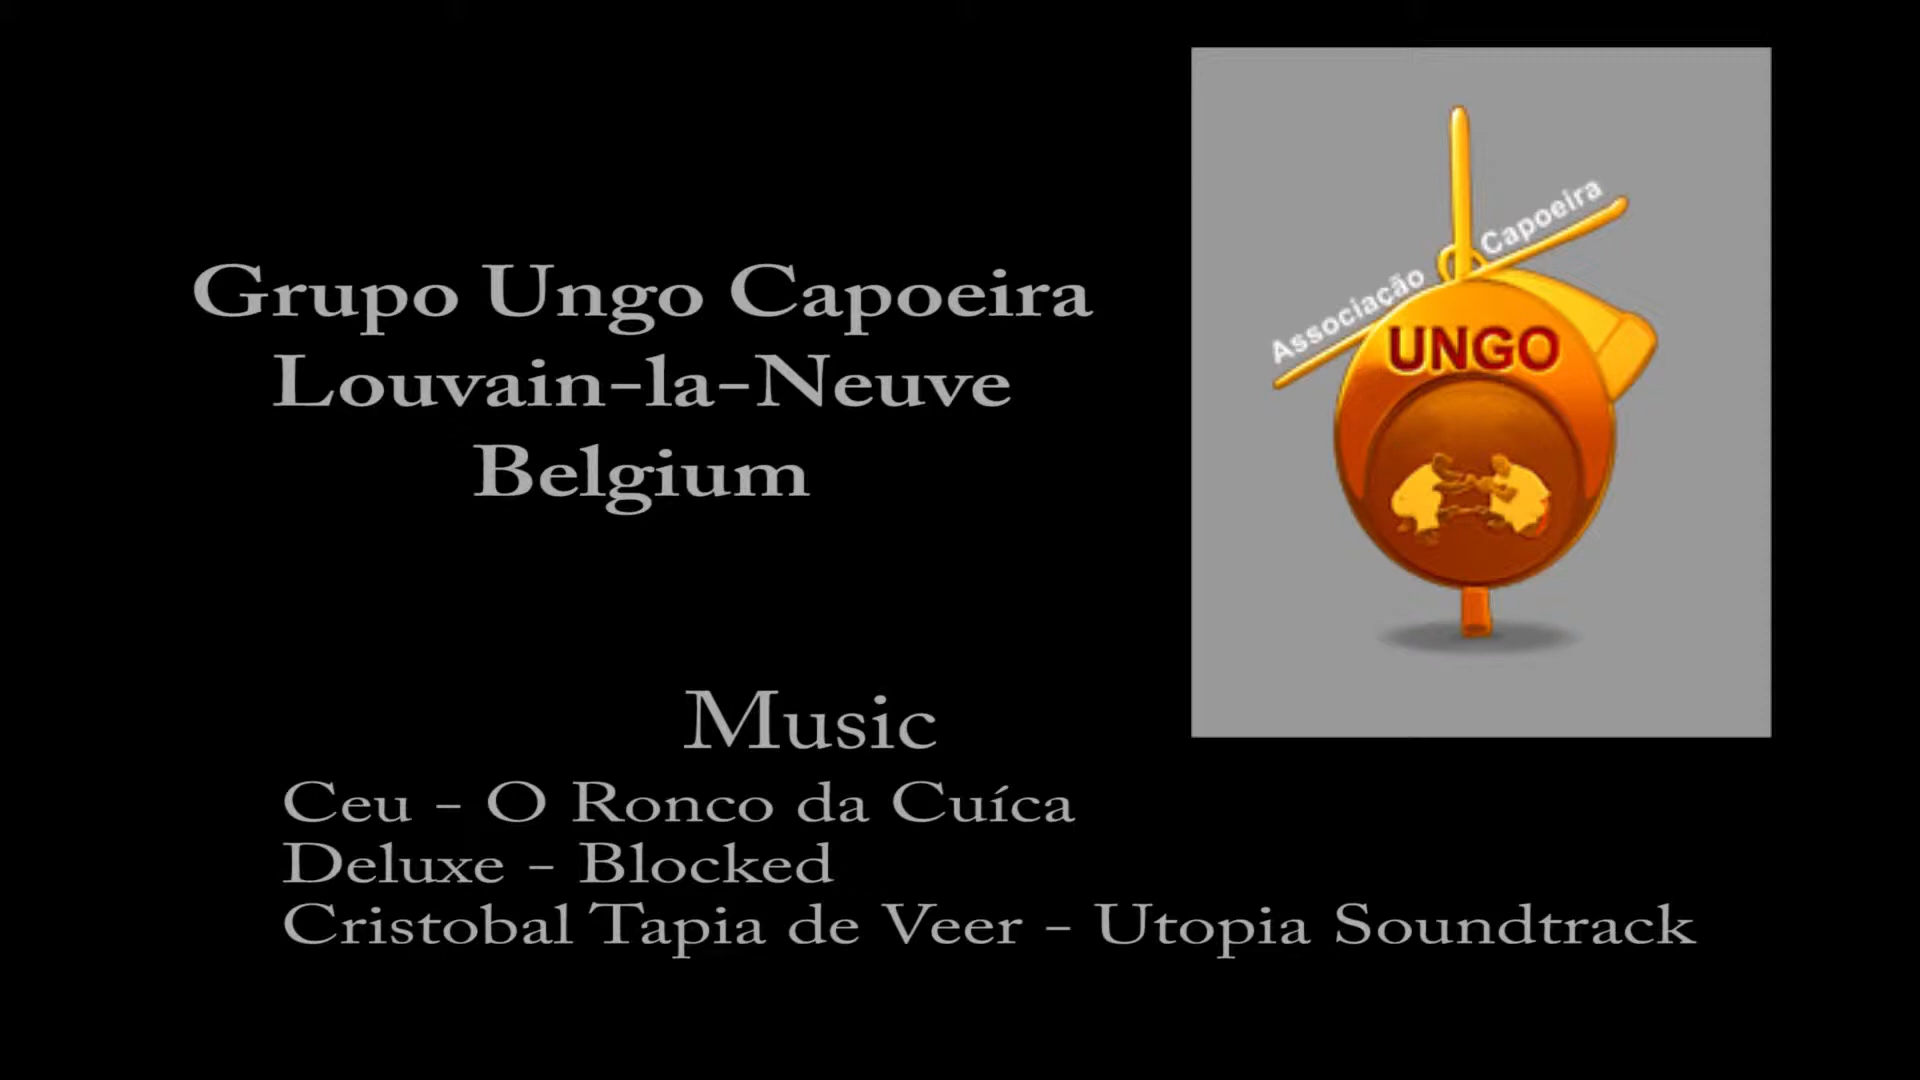 Grupo Ungo Capoeira
Louvain-la-Neuve
Belgium
Associação Capoeira
UNGO
Music
Ceu - O Ronco da Cuíca
Deluxe - Blocked
Cristobal Tapia de Veer - Utopia Soundtrack